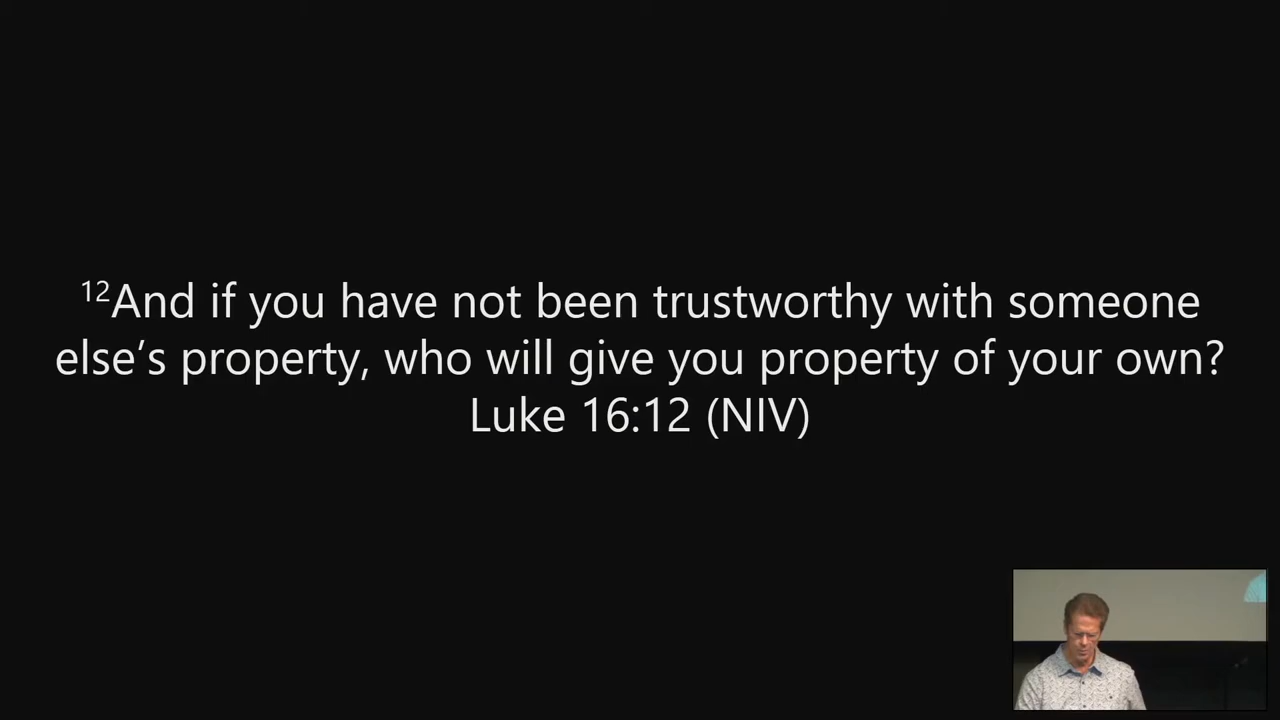 ¹²And if you have not been trustworthy with someone
else’s property, who will give you property of your own?
Luke 16:12 (NIV)